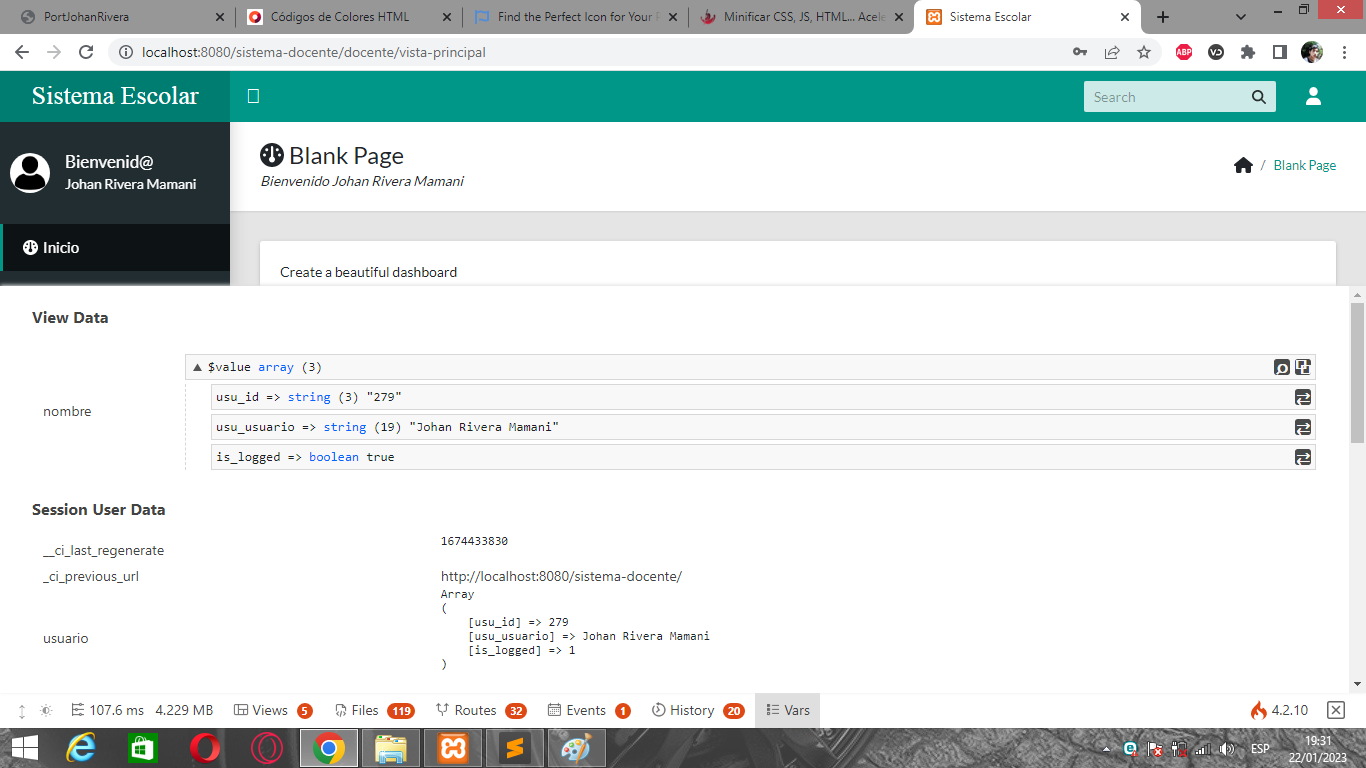 PortJohanRivera
Códigos de Colores HTML
Find the Perfect Icon for Your P
Minificar CSS, JS, HTML... Acele
Sistema Escolar
localhost:8080/sistema-docente/docente/vista-principal
ABP
Sistema Escolar
Search
Bienvenid@
Johan Rivera Mamani
Blank Page
Bienvenido Johan Rivera Mamani
/ Blank Page
Inicio
Create a beautiful dashboard
View Data
nombre
$value array (3)
usu_id => string (3) "279"
usu_usuario => string (19) "Johan Rivera Mamani"
is_logged => boolean true
Session User Data
__ci_last_regenerate
1674433830
_ci_previous_url
http://localhost:8080/sistema-docente/
usuario
Array
(
[usu_id] => 279
[usu_usuario] => Johan Rivera Mamani
[is_logged] => 1
)
107.6 ms 4.229 MB Views 5 Files 119 Routes 32 Events 1 History 20 Vars 4.2.10
ESP
19:31
22/01/2023